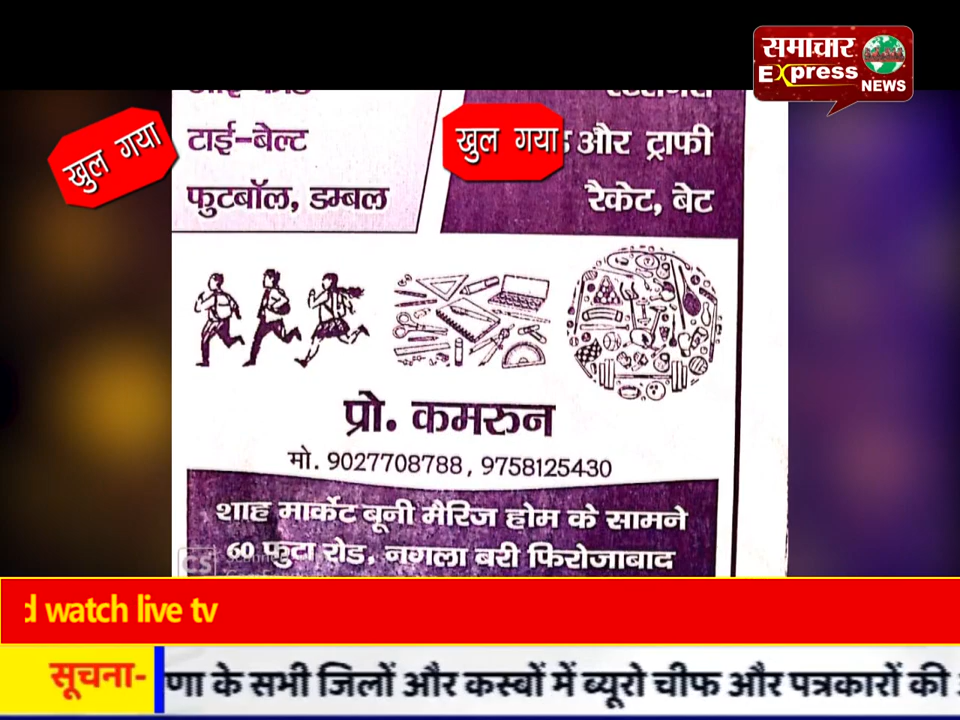 समाचार
Express
NEWS
खुल गया
टाई-बेल्ट
फुटबॉल, डम्बल
खुल गया
और ट्राफी
रैकेट, बेट
प्रो. कमरुन
मो. 9027708788, 9758125430
शाह मार्केट बूनी मैरिज होम के सामने
60 फुटा रोड, नगला बरी फिरोजाबाद
CS
watch live tv
सूचना-
णा के सभी जिलों और कस्बों में ब्यूरो चीफ और पत्रकारों की